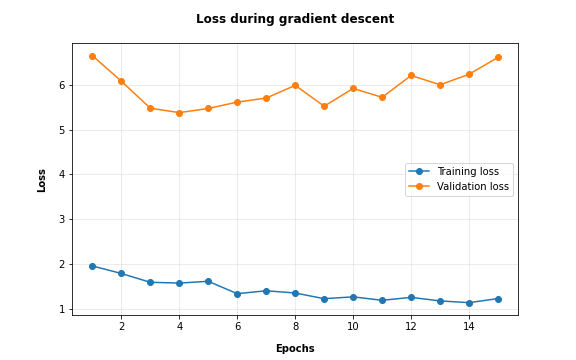 Loss during gradient descent
6
5
4
3
2
1
Loss
Training loss
Validation loss
2 4 6 8 10 12 14
Epochs